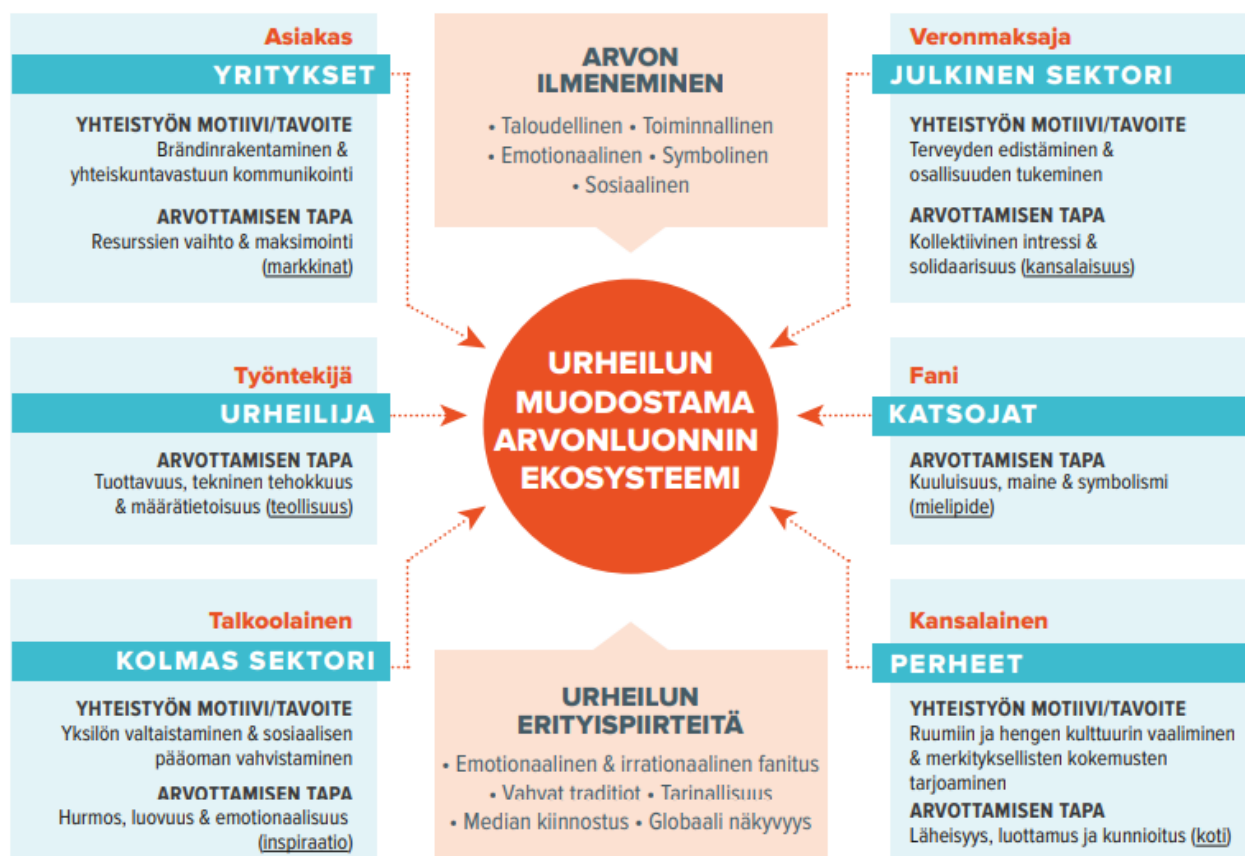 Asiakas
YRITYKSET
YHTEISTYÖN MOTIIVI/TAVOITE
Brändinrakentaminen &
yhteiskuntavastuun kommunikointi
ARVOTTAMISEN TAPA
Resurssien vaihto & maksimointi
(markkinat)
ARVON
ILMENEMINEN
• Taloudellinen • Toiminnallinen
• Emotionaalinen • Symbolinen
• Sosiaalinen
Veronmaksaja
JULKINEN SEKTORI
YHTEISTYÖN MOTIIVI/TAVOITE
Terveyden edistäminen &
osallisuuden tukeminen
ARVOTTAMISEN TAPA
Kollektiivinen intressi &
solidaarisuus (kansalaisuus)
Työntekijä
URHEILIJA
ARVOTTAMISEN TAPA
Tuottavuus, tekninen tehokkuus
& määrätietoisuus (teollisuus)
URHEILUN
MUODOSTAMA
ARVONLUONNIN
EKOSYSTEEMI
Fani
KATSOJAT
ARVOTTAMISEN TAPA
Kuuluisuus, maine & symbolismi
(mielipide)
Talkoolainen
KOLMAS SEKTORI
YHTEISTYÖN MOTIIVI/TAVOITE
Yksilön valtaistaminen & sosiaalisen
pääoman vahvistaminen
ARVOTTAMISEN TAPA
Hurmos, luovuus & emotionaalisuus
(inspiraatio)
URHEILUN
ERITYISPIIRTEITÄ
• Emotionaalinen & irrationaalinen fanitus
• Vahvat traditiot • Tarinallisuus
• Median kiinnostus • Globaali näkyvyys
Kansalainen
PERHEET
YHTEISTYÖN MOTIIVI/TAVOITE
Ruumiin ja hengen kulttuurin vaaliminen
& merkityksellisten kokemusten
tarjoaminen
ARVOTTAMISEN TAPA
Läheisyys, luottamus ja kunnioitus (koti)